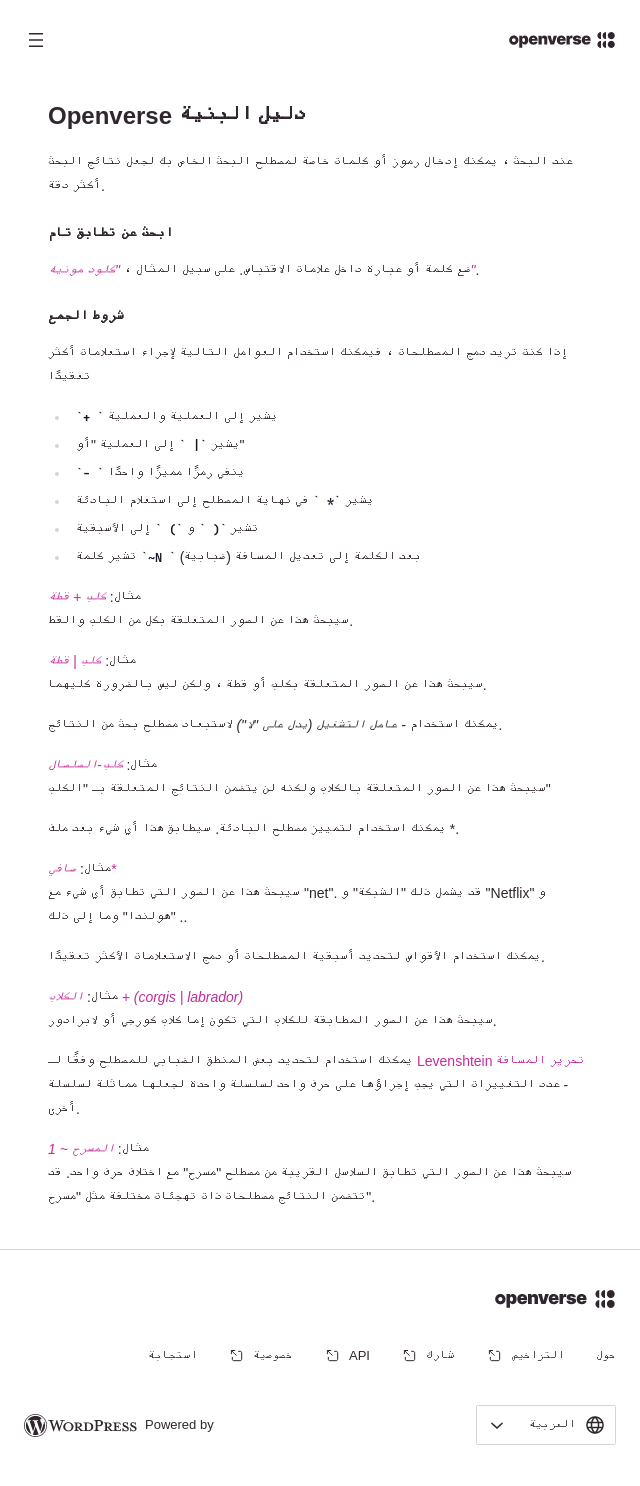 openverse
دليل البنية Openverse
عند البحث ، يمكنك إدخال رموز أو كلمات خاصة لمصطلح البحث الخاص بك لجعل نتائج البحث
أكثر دقة.
ابحث عن تطابق تام
ضع كلمة أو عبارة داخل علامات الاقتباس. على سبيل المثال ، "كلود مونيه".
شروط الجمع
إذا كنت تريد دمج المصطلحات ، فيمكنك استخدام العوامل التالية لإجراء استعلامات أكثر
تعقيدًا
يشير إلى العملية والعملية ` + `
يشير ` | ` إلى العملية "أو"
ينفي رمزًا مميزًا واحدًا ` - `
يشير ` * ` في نهاية المصطلح إلى استعلام البادئة
تشير ` ( ` و ` ) ` إلى الأسبقية
بعد الكلمة إلى تعديل المسافة (ضبابية) ` ~N ` تشير كلمة
مثال: كلب + قطة
سيبحث هذا عن الصور المتعلقة بكل من الكلب والقط.
مثال: كلب | قطة
سيبحث هذا عن الصور المتعلقة بكلب أو قطة ، ولكن ليس بالضرورة كليهما.
يمكنك استخدام - عامل التشغيل (يدل على "لا") لاستبعاد مصطلح بحث من النتائج.
مثال: كلب-الصلصال
سيبحث هذا عن الصور المتعلقة بالكلاب ولكنه لن يتضمن النتائج المتعلقة بـ "الكلب"
يمكنك استخدام لتمييز مصطلح البادئة. سيطابق هذا أي شيء بعد ملف *.
مثال: صافي*
سيبحث هذا عن الصور التي تطابق أي شيء مع "net". قد يشمل ذلك "الشبكة" و "Netflix" و
"هولندا" وما إلى ذلك ..
يمكنك استخدام الأقواس لتحديد أسبقية المصطلحات أو دمج الاستعلامات الأكثر تعقيدًا.
مثال: الكلاب + (corgis | labrador)
سيبحث هذا عن الصور المطابقة للكلاب التي تكون إما كلاب كورجي أو لابرادور.
يمكنك استخدام لتحديد بعض المنطق الضبابي للمصطلح وفقًا لـ Levenshtein تحرير المسافة
- عدد التغييرات التي يجب إجراؤها على حرف واحد لسلسلة واحدة لجعلها مماثلة لسلسلة
أخرى.
مثال: المسرح ~ 1
سيبحث هذا عن الصور التي تطابق السلاسل القريبة من مصطلح "مسرح" مع اختلاف حرف واحد. قد
تتضمن النتائج مصطلحات ذات تهجئات مختلفة مثل "مسرح".
openverse
حول التراخيص شارك API خصوصية استجابة
العربية Powered by WORDPRESS